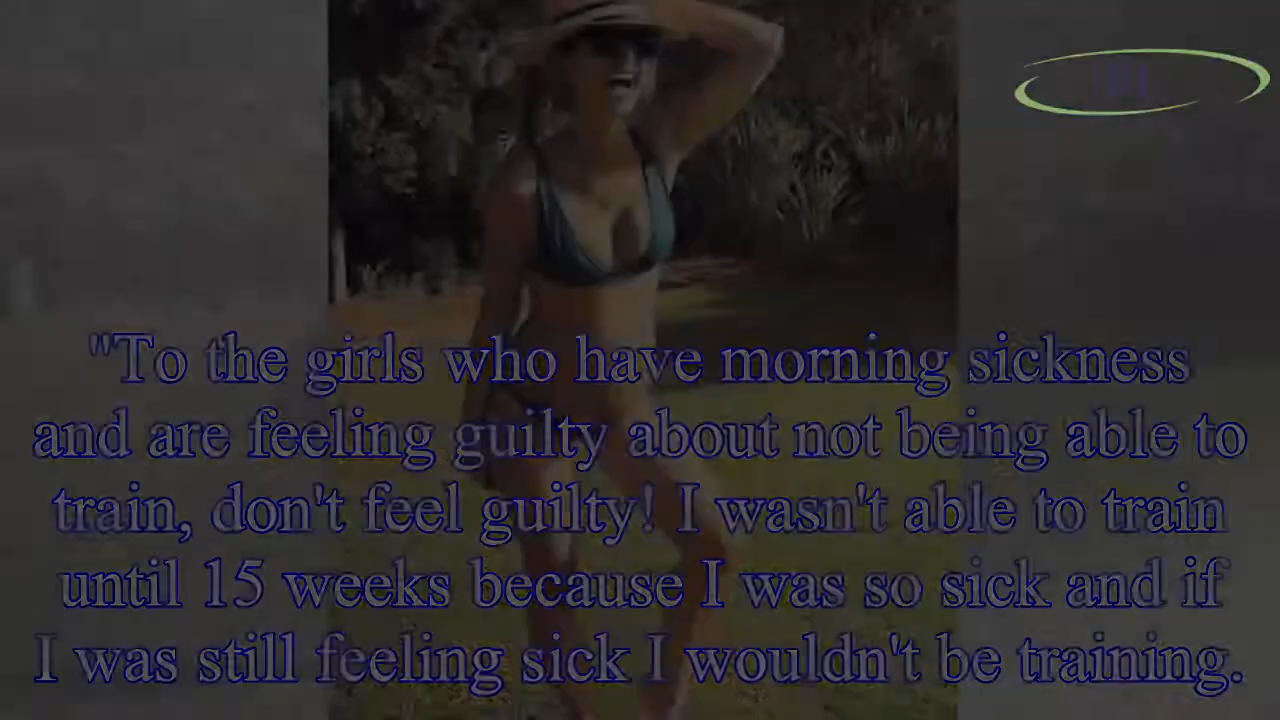 "To the girls who have morning sickness
and are feeling guilty about not being able to
train, don't feel guilty! I wasn't able to train
until 15 weeks because I was so sick and if
I was still feeling sick I wouldn't be training.